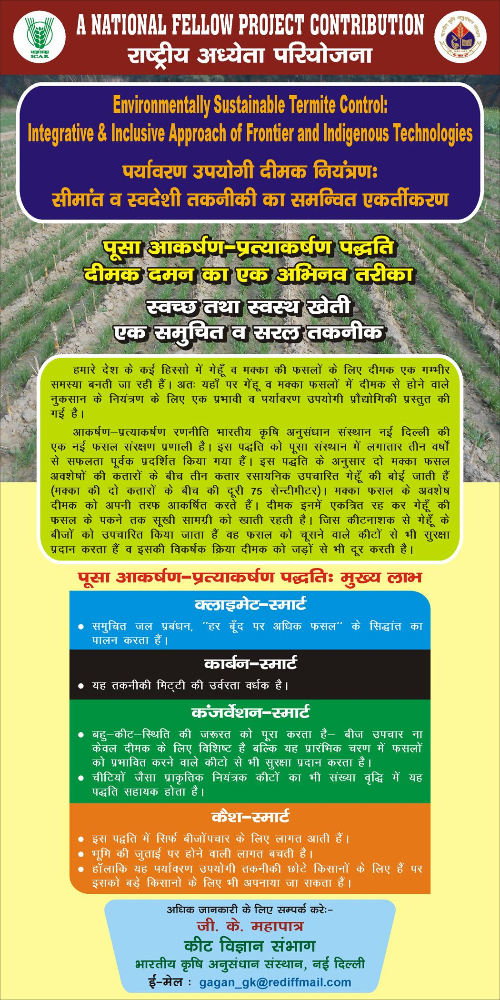 A NATIONAL FELLOW PROJECT CONTRIBUTION
राष्ट्रीय अध्येता परियोजना
भाकृअनुप
ICAR
भारतीय कृषि अनुसंधान संस्थान
IARI 1905
Environmentally Sustainable Termite Control:
Integrative & Inclusive Approach of Frontier and Indigenous Technologies
पर्यावरण उपयोगी दीमक नियंत्रण:
सीमांत व स्वदेशी तकनीकी का समन्वित एकर्तीकरण
पूसा आकर्षण-प्रत्याकर्षण पद्धति
दीमक दमन का एक अभिनव तरीका
स्वच्छ तथा स्वस्थ खेती
एक समुचित व सरल तकनीक
हमारे देश के कई हिस्सो में गेहूँ व मक्का की फसलों के लिए दीमक एक गम्भीर
समस्या बनती जा रही हैं। अतः यहाँ पर गेंहू व मक्का फसलों में दीमक से होने वाले
नुकसान के नियंत्रण के लिए एक प्रभावी व पर्यावरण उपयोगी प्रौद्योगिकी प्रस्तुत की
गई है।
आकर्षण–प्रत्याकर्षण रणनीति भारतीय कृषि अनुसंधान संस्थान नई दिल्ली की
एक नई फसल संरक्षण प्रणाली है। इस पद्धति को पूसा संस्थान में लगातार तीन वर्षों
से सफलता पूर्वक प्रदर्शित किया गया हैं। इस पद्धति के अनुसार दो मक्का फसल
अवशेषों की कतारों के बीच तीन कतार रसायनिक उपचारित गेहूँ की बोई जाती हैं
(मक्का की दो कतारों के बीच की दूरी 75 सेन्टीमीटर)। मक्का फसल के अवशेष
दीमक को अपनी तरफ आकर्षित करते हैं। दीमक इनमें एकत्रित रह कर गेहूँ की
फसल के पकने तक सूखी सामग्री को खाती रहती है। जिस कीटनाशक से गेहूँ के
बीजों को उपचारित किया जाता हैं वह फसल को चूसने वाले कीटों से भी सुरक्षा
प्रदान करता हैं व इसकी विकर्षक क्रिया दीमक को जड़ों से भी दूर करती है।
पूसा आकर्षण-प्रत्याकर्षण पद्धतिः मुख्य लाभ
क्लाइमेट-स्मार्ट
● समुचित जल प्रबंधन, "हर बूँद पर अधिक फसल" के सिद्धांत का
पालन करता हैं।
कार्बन-स्मार्ट
● यह तकनीकी मिट्टी की उर्वरता वर्धक है।
कंजर्वेशन-स्मार्ट
● बहु–कीट–स्थिति की जरूरत को पूरा करता है– बीज उपचार ना
केवल दीमक के लिए विशिष्ट है बल्कि यह प्रारंभिक चरण में फसलों
को प्रभावित करने वाले कीटो से भी सुरक्षा प्रदान करता है।
● चीटियों जैसा प्राकृतिक नियंत्रक कीटों का भी संख्या वृद्धि में यह
पद्धति सहायक होता है।
कैश-स्मार्ट
● इस पद्वति में सिर्फ बीजोंपचार के लिए लागत आती हैं।
● भूमि की जुताई पर होने वाली लागत बचती है।
● हॉलाकि यह पर्यावरण उपयोगी तकनीकी छोटे किसानों के लिए हैं पर
इसको बड़े किसानो के लिए भी अपनाया जा सकता हैं।
अधिक जानकारी के लिए सम्पर्क करेः-
जी. के. महापात्र
कीट विज्ञान संभाग
भारतीय कृषि अनुसंधान संस्थान, नई दिल्ली
ई-मेल : gagan_gk@rediffmail.com